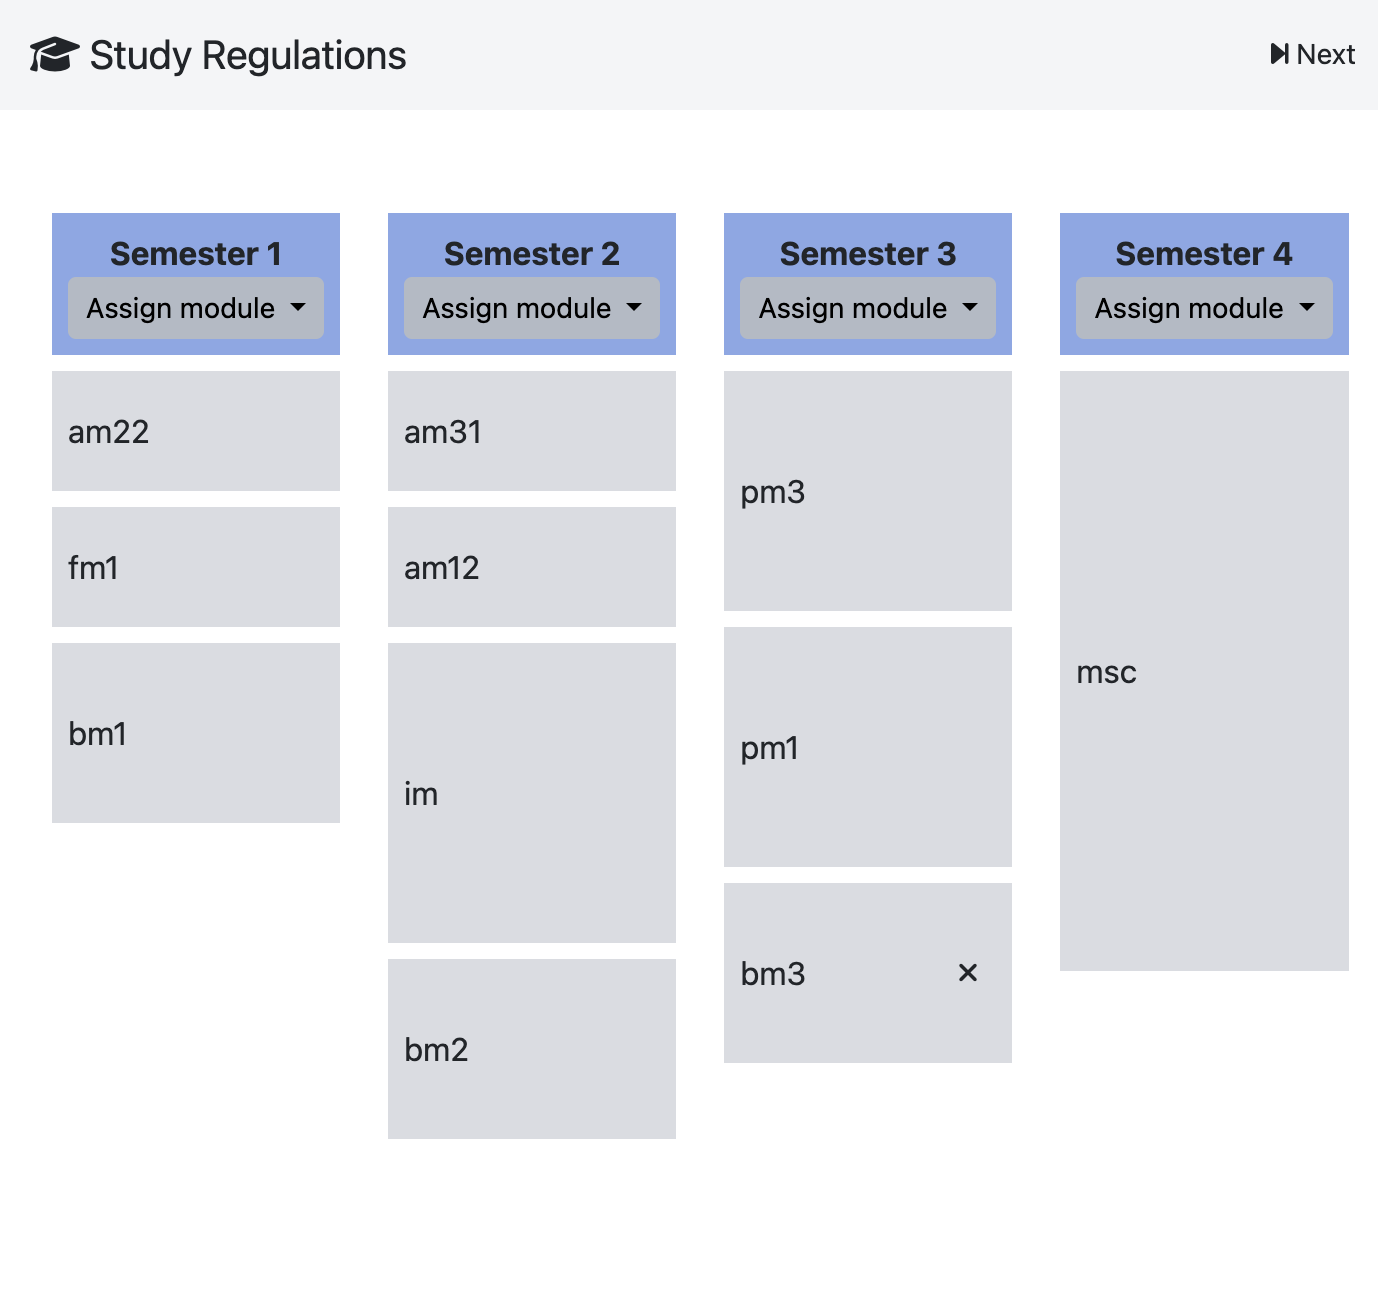 Study Regulations
Next
Semester 1
Assign module
am22
fm1
bm1
Semester 2
Assign module
am31
am12
im
bm2
Semester 3
Assign module
pm3
pm1
bm3
Semester 4
Assign module
msc